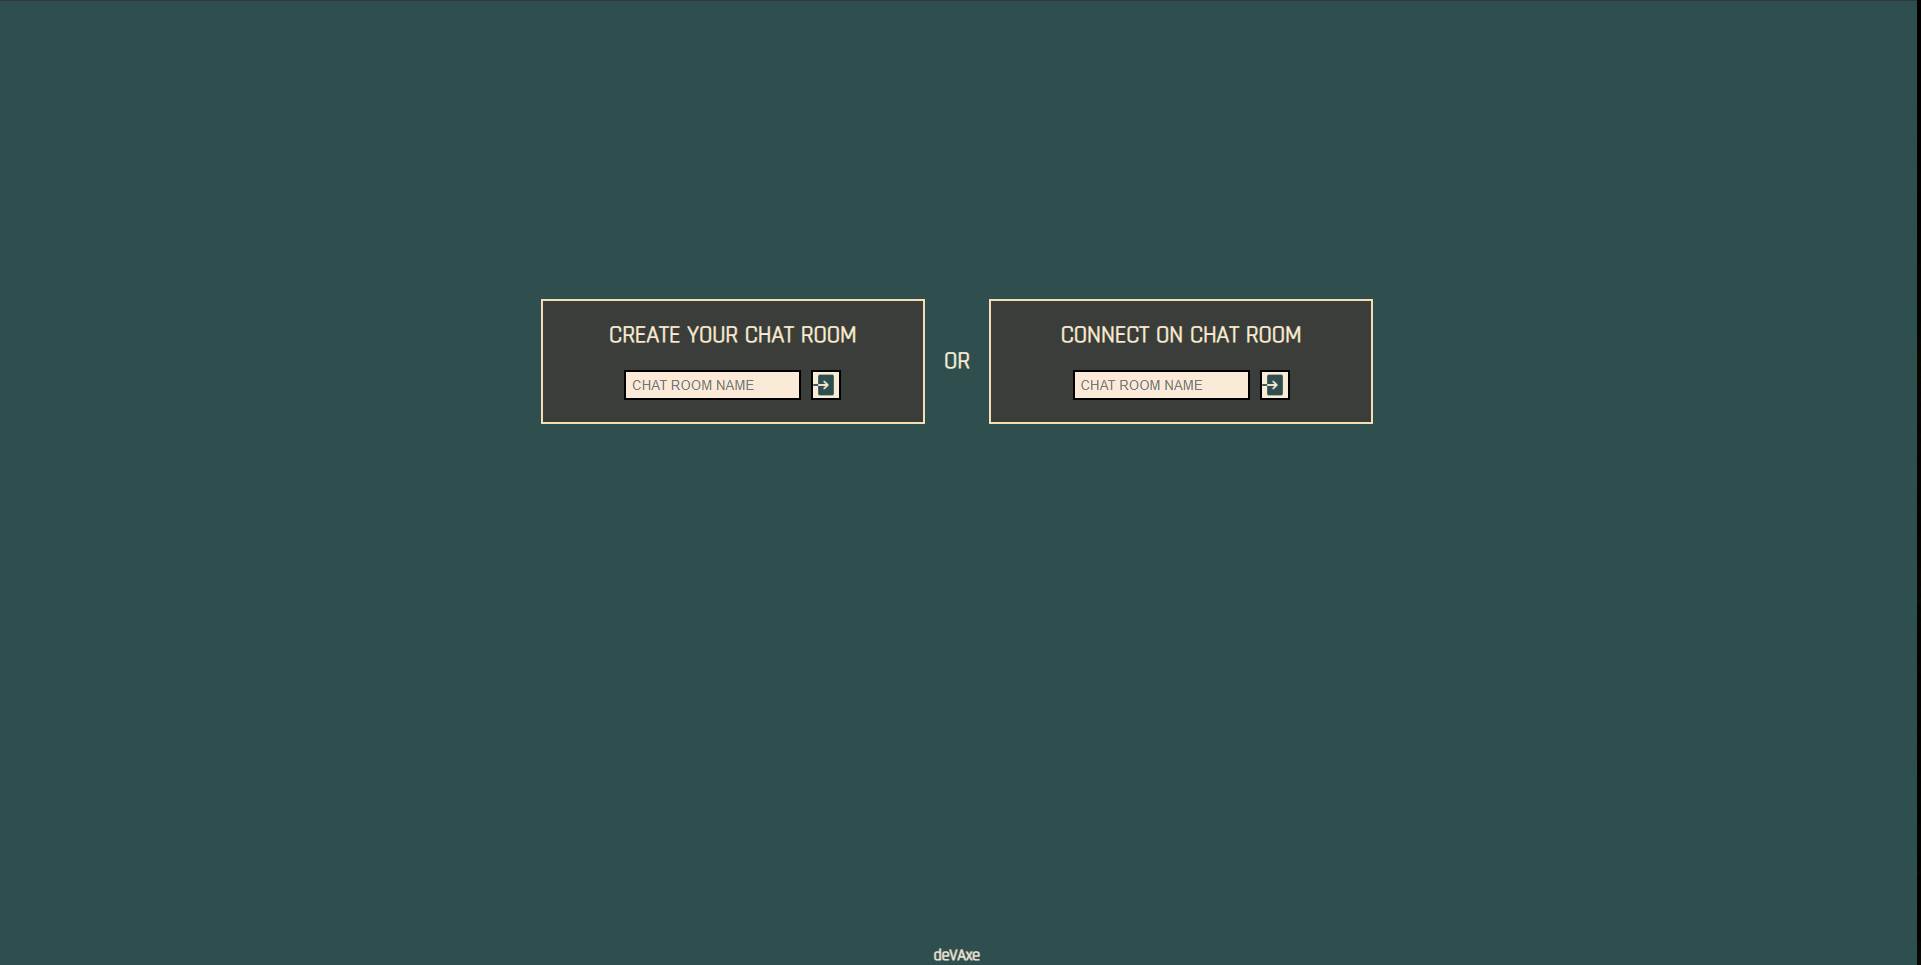 CREATE YOUR CHAT ROOM
CHAT ROOM NAME
OR
CONNECT ON CHAT ROOM
CHAT ROOM NAME
deVAxe